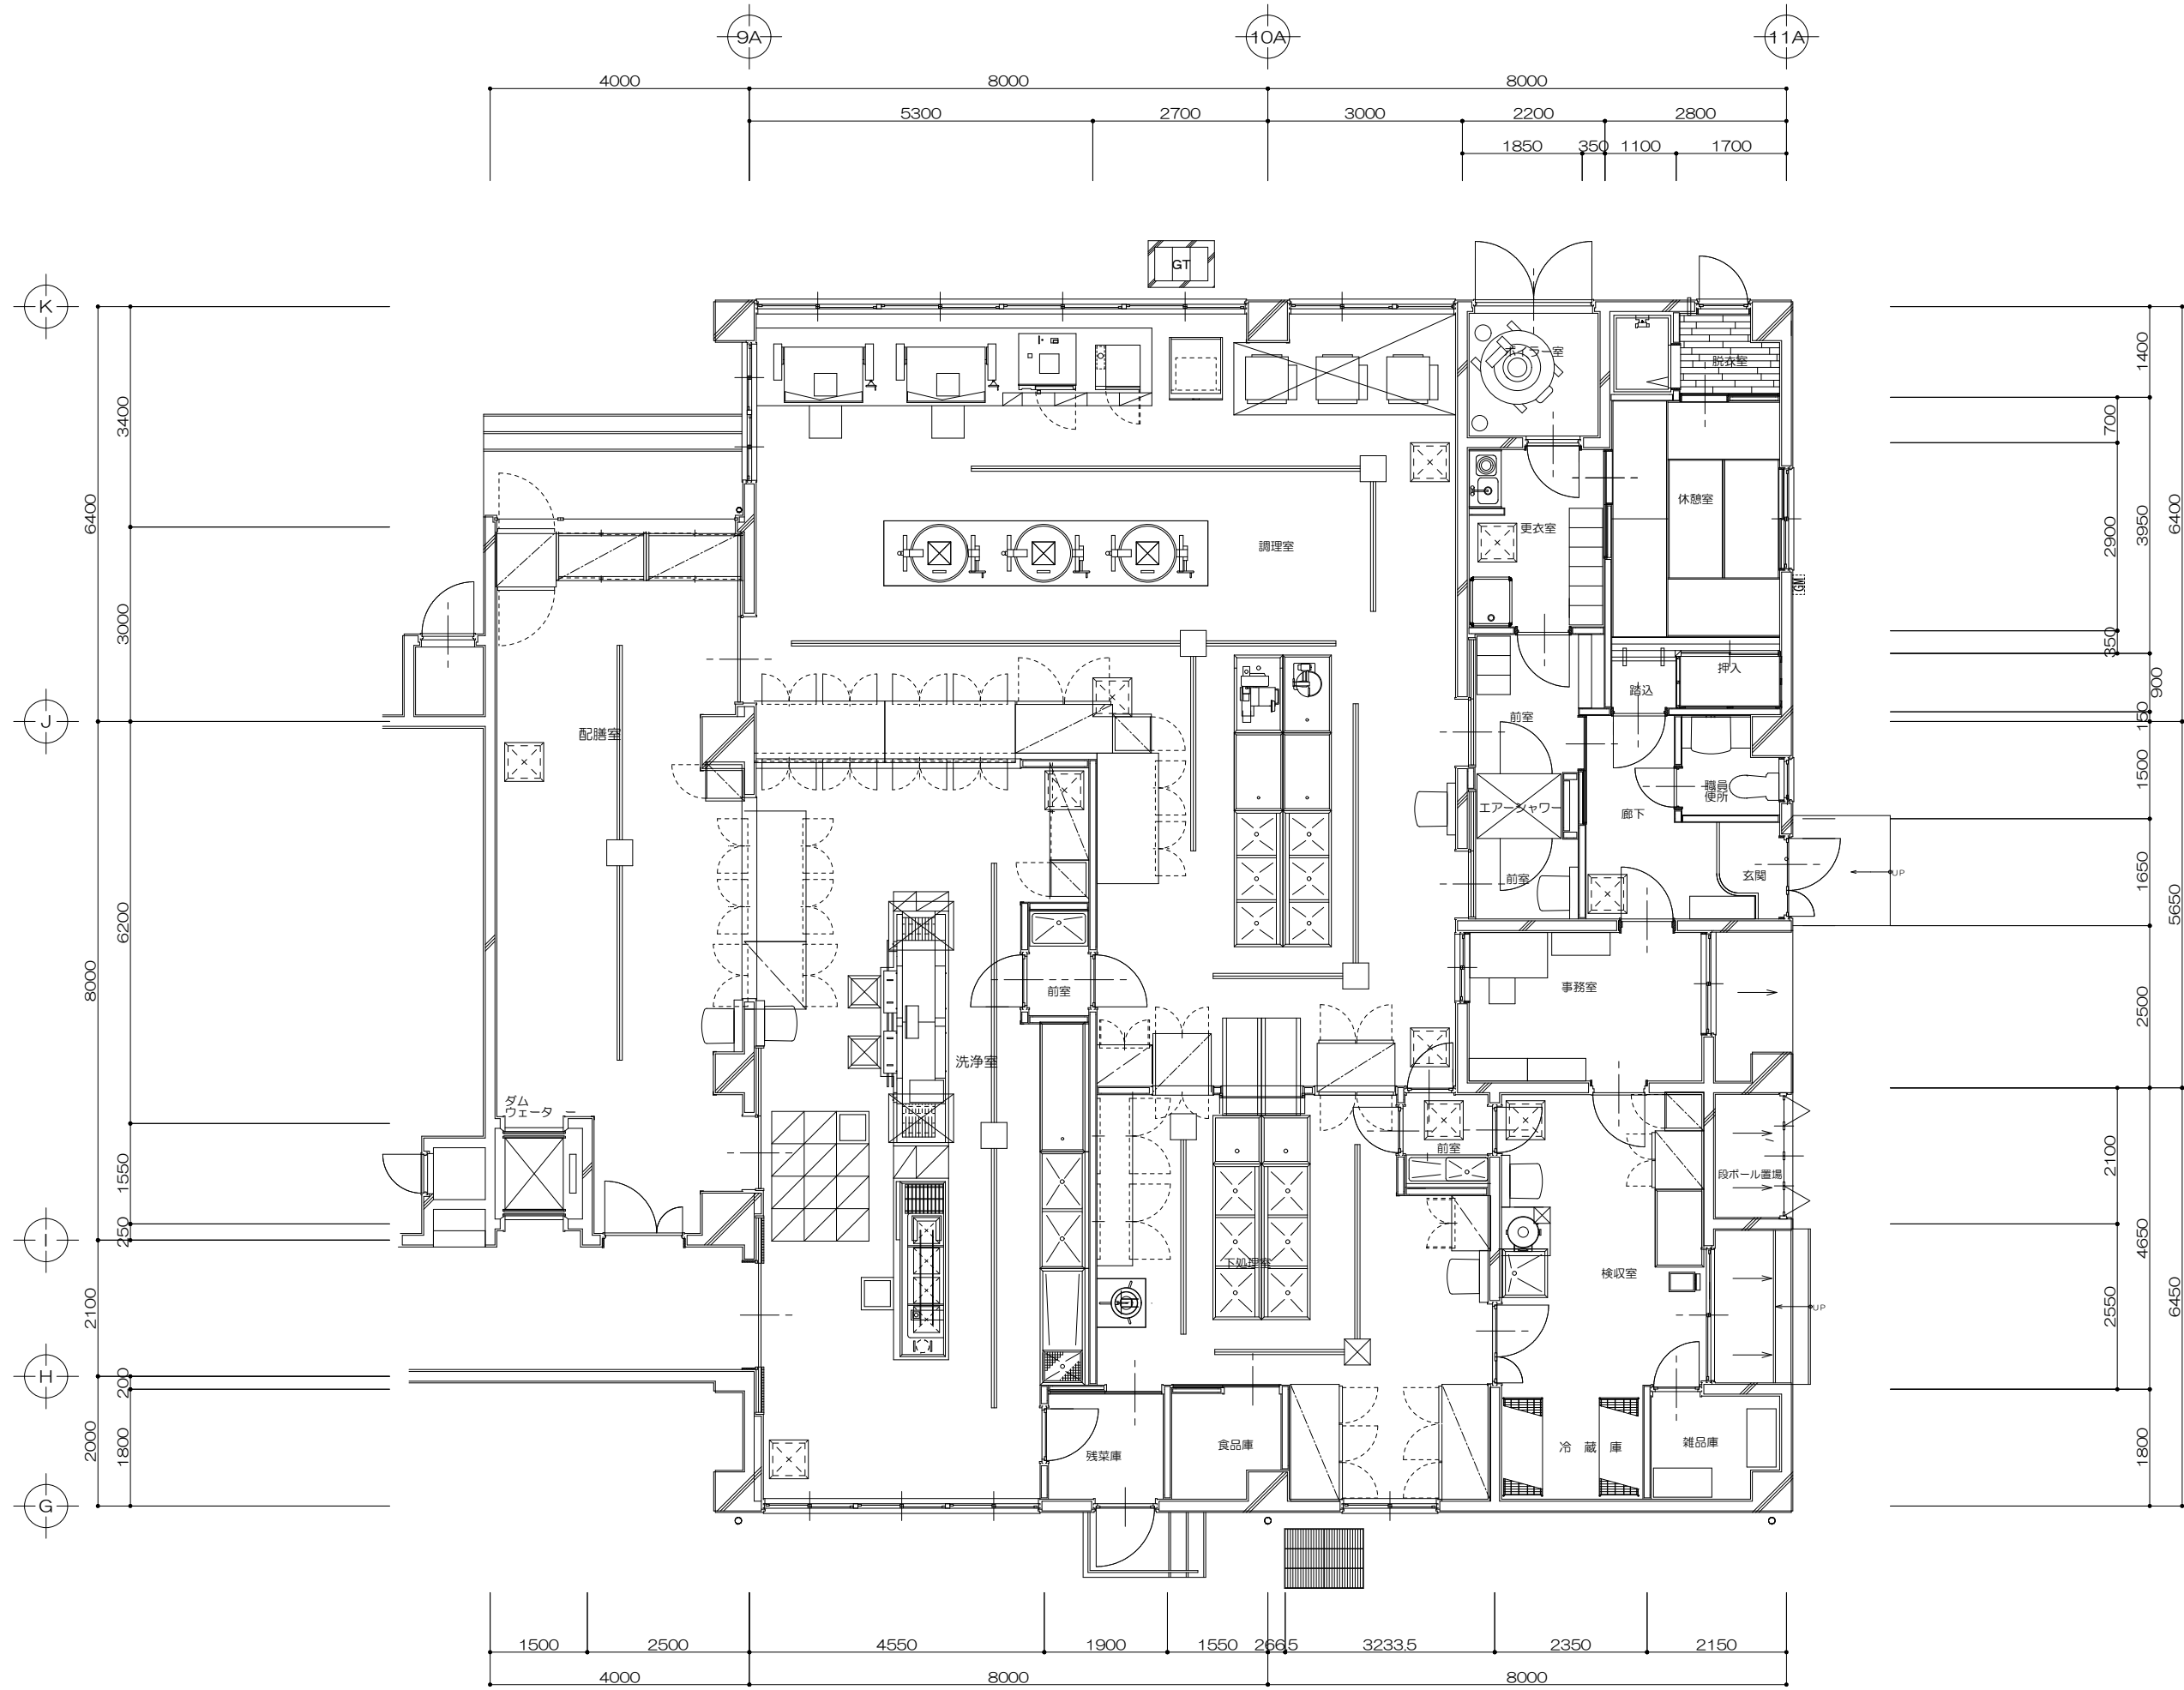 9A
10A
11A
4000
8000
8000
5300
2700
3000
2200
2800
1850
350
1100
1700
K
J
I
H
G
6400
8000
2100
2000
3400
3000
6200
1550
250
200
1800
GT
ボイラー室
脱衣室
休憩室
更衣室
調理室
GM
押入
踏込
前室
配膳室
職員
便所
エアーシャワー
廊下
玄関
UP
前室
前室
事務室
洗浄室
ダム
ウェータ
前室
段ボール置場
下処理室
検収室
UP
残菜庫
食品庫
冷 蔵 庫
雑品庫
1400
700
2900
3950
6400
350
900
150
1500
1650
5650
2500
2100
4650
2550
6450
1800
1500
2500
4550
1900
1550
266.5
3233.5
2350
2150
4000
8000
8000